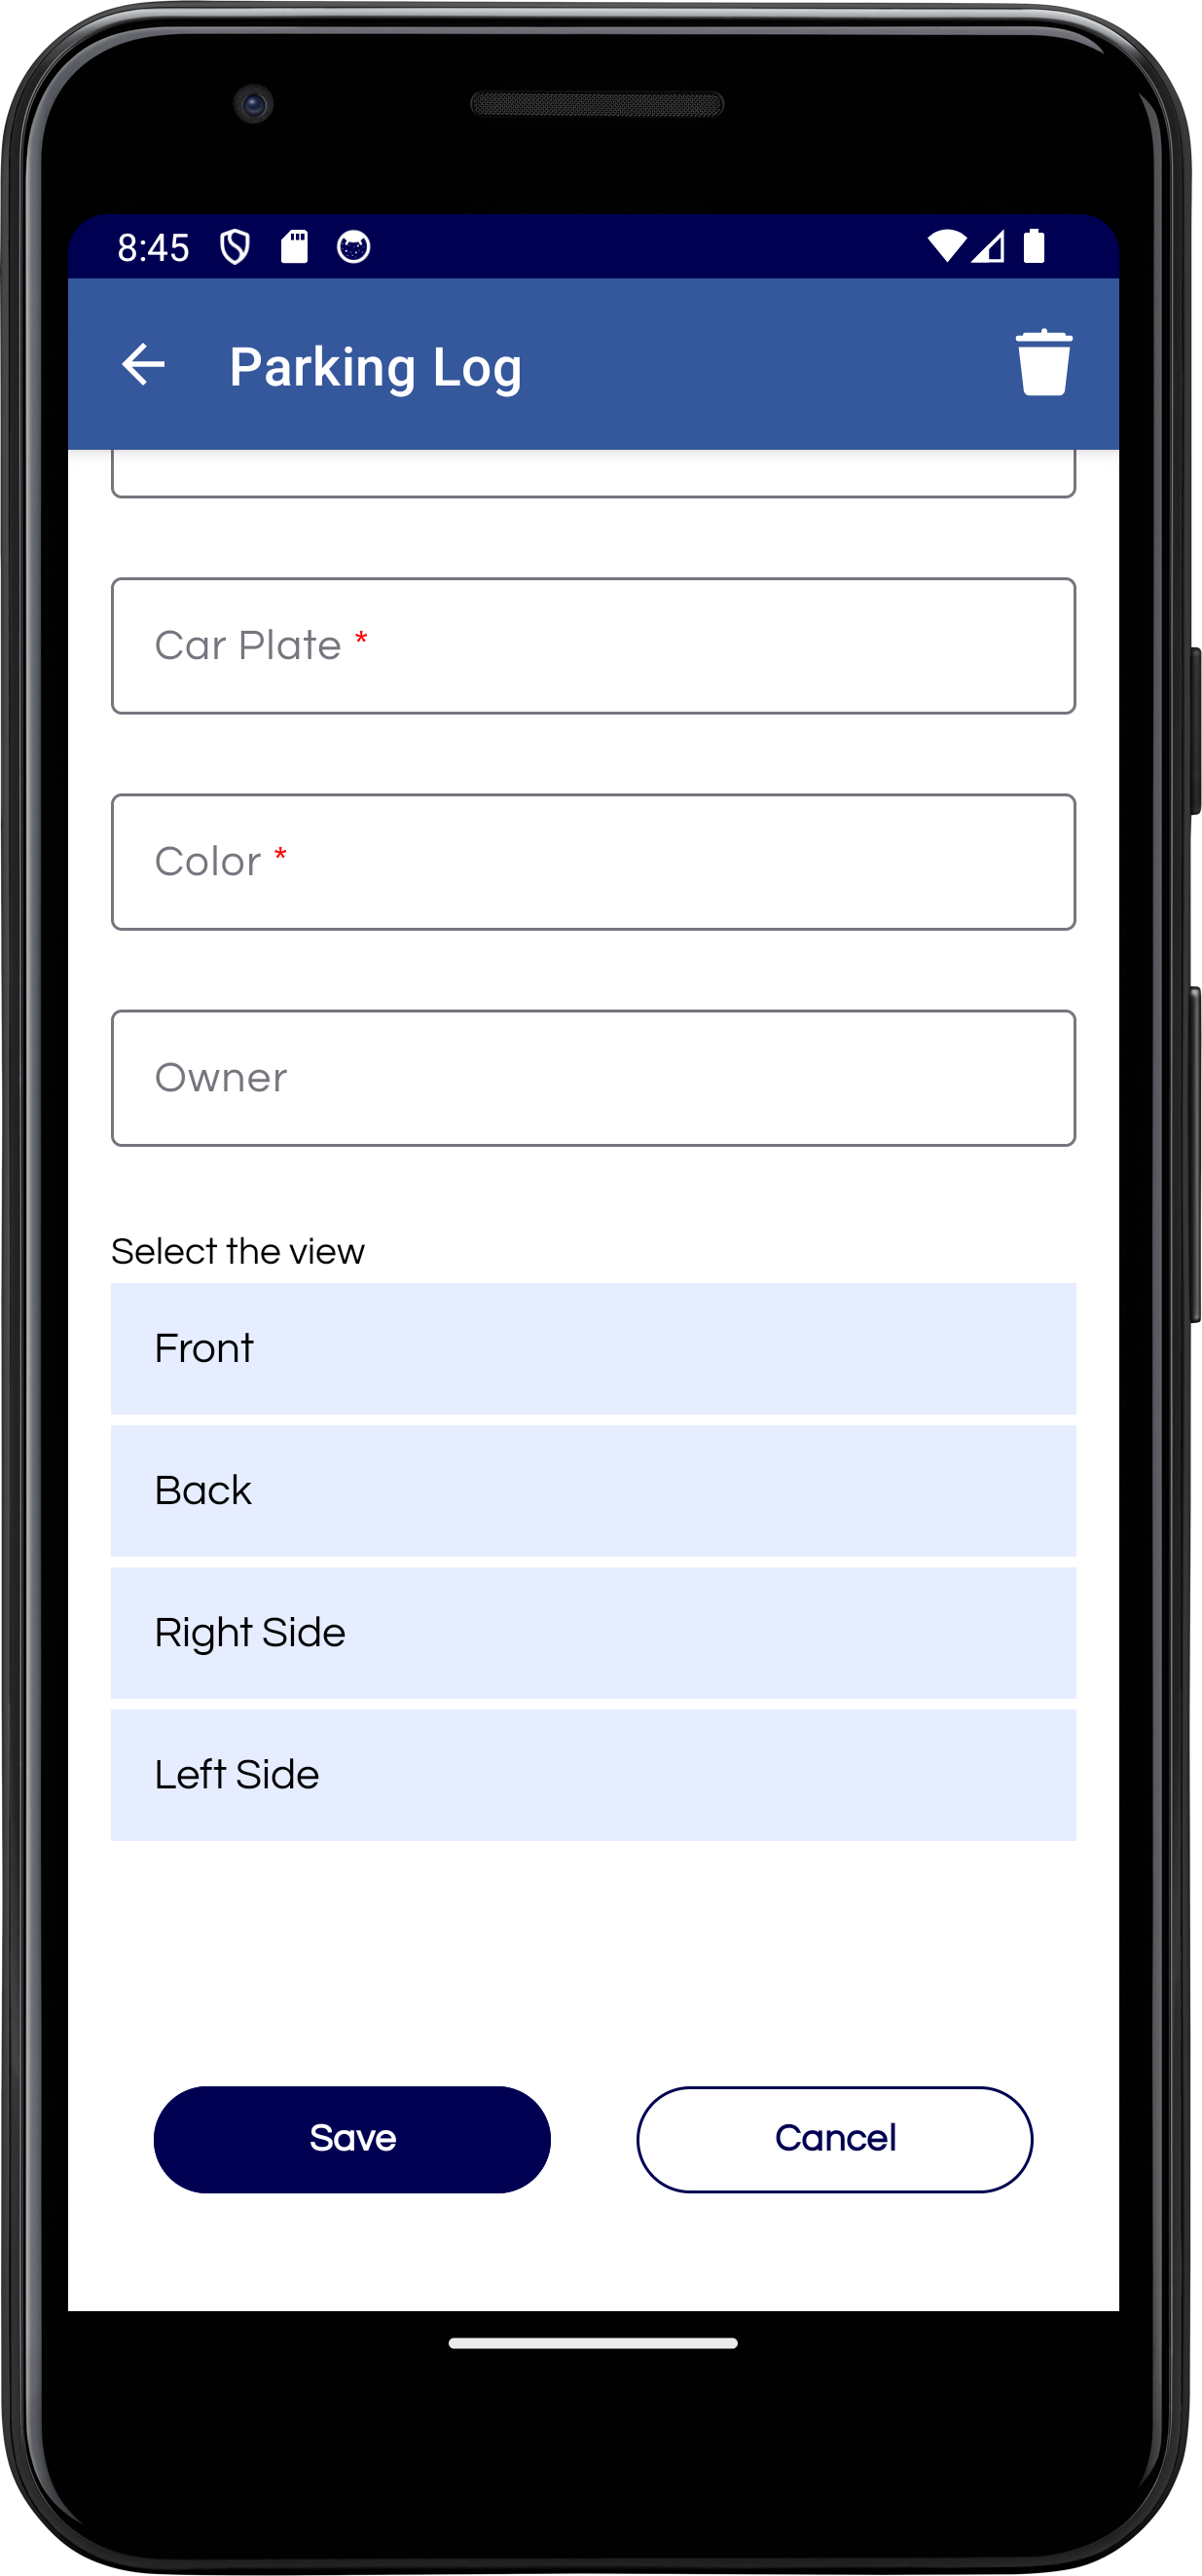 8:45
Parking Log
Car Plate *
Color *
Owner
Select the view
Front
Back
Right Side
Left Side
Save
Cancel